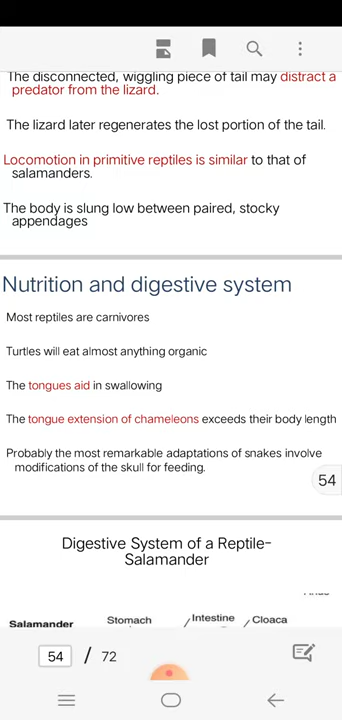 The disconnected, wiggling piece of tail may distract a
predator from the lizard.
The lizard later regenerates the lost portion of the tail.
Locomotion in primitive reptiles is similar to that of
salamanders.
The body is slung low between paired, stocky
appendages
Nutrition and digestive system
Most reptiles are carnivores
Turtles will eat almost anything organic
The tongues aid in swallowing
The tongue extension of chameleons exceeds their body length
Probably the most remarkable adaptations of snakes involve
modifications of the skull for feeding.
54
Digestive System of a Reptile-
Salamander
Salamander Stomach Intestine Cloaca
54 / 72